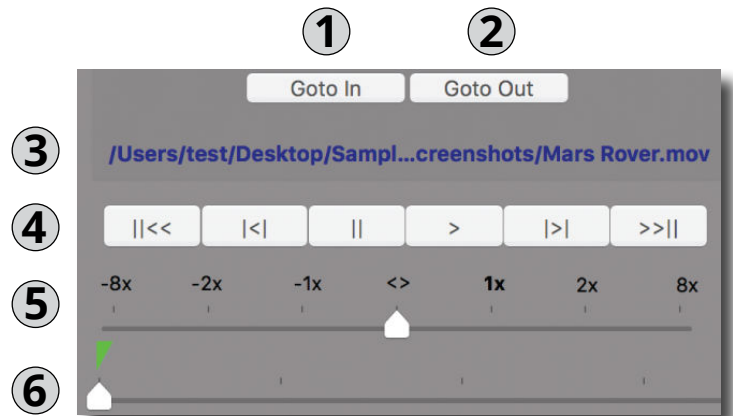 1 2
Goto In Goto Out
3 /Users/test/Desktop/Sampl...creenshots/Mars Rover.mov
4 ||<< |<| || > |>| >>||
-8x -2x -1x <> 1x 2x 8x
5
6